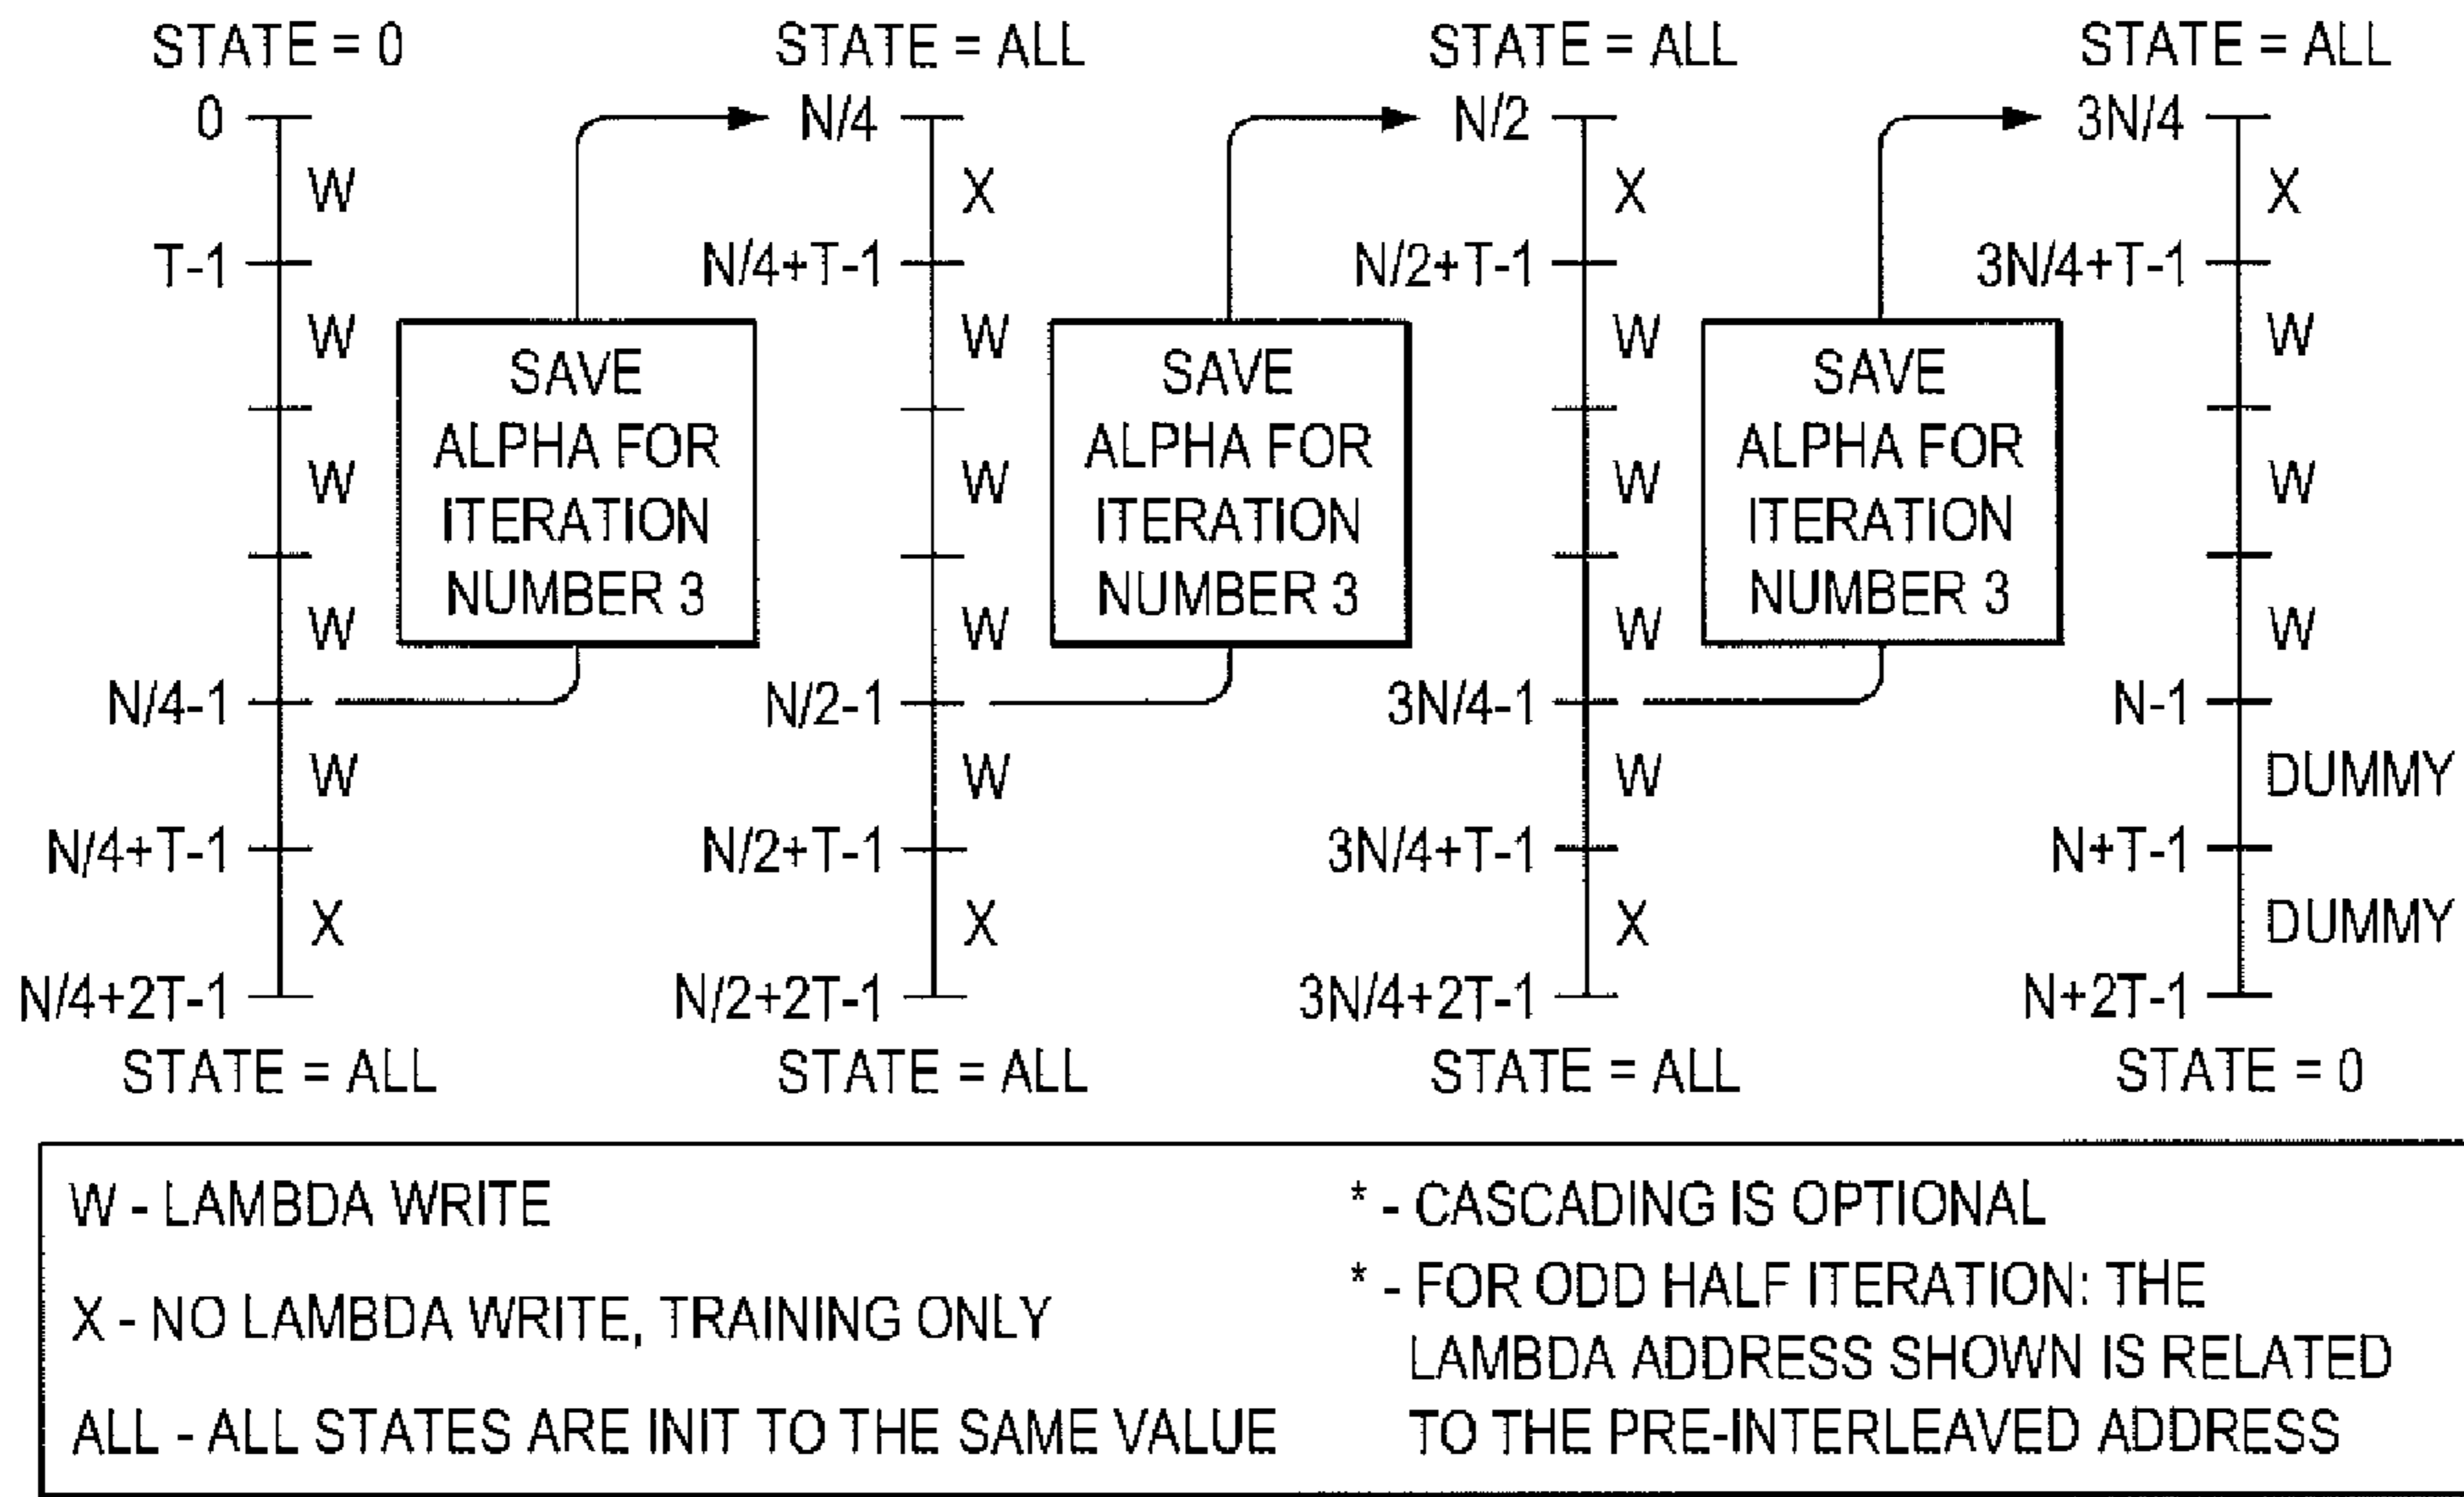 STATE = 0
0
W
T-1
W
W
W
N/4-1
W
N/4+T-1
X
N/4+2T-1
STATE = ALL
SAVE
ALPHA FOR
ITERATION
NUMBER 3
STATE = ALL
N/4
X
N/4+T-1
W
W
W
N/2-1
W
N/2+T-1
X
N/2+2T-1
STATE = ALL
SAVE
ALPHA FOR
ITERATION
NUMBER 3
STATE = ALL
N/2
X
N/2+T-1
W
W
W
3N/4-1
W
3N/4+T-1
X
3N/4+2T-1
STATE = ALL
SAVE
ALPHA FOR
ITERATION
NUMBER 3
STATE = ALL
3N/4
X
3N/4+T-1
W
W
W
N-1
DUMMY
N+T-1
DUMMY
N+2T-1
STATE = 0
W - LAMBDA WRITE
X - NO LAMBDA WRITE, TRAINING ONLY
ALL - ALL STATES ARE INIT TO THE SAME VALUE
* - CASCADING IS OPTIONAL
* - FOR ODD HALF ITERATION: THE
LAMBDA ADDRESS SHOWN IS RELATED
TO THE PRE-INTERLEAVED ADDRESS